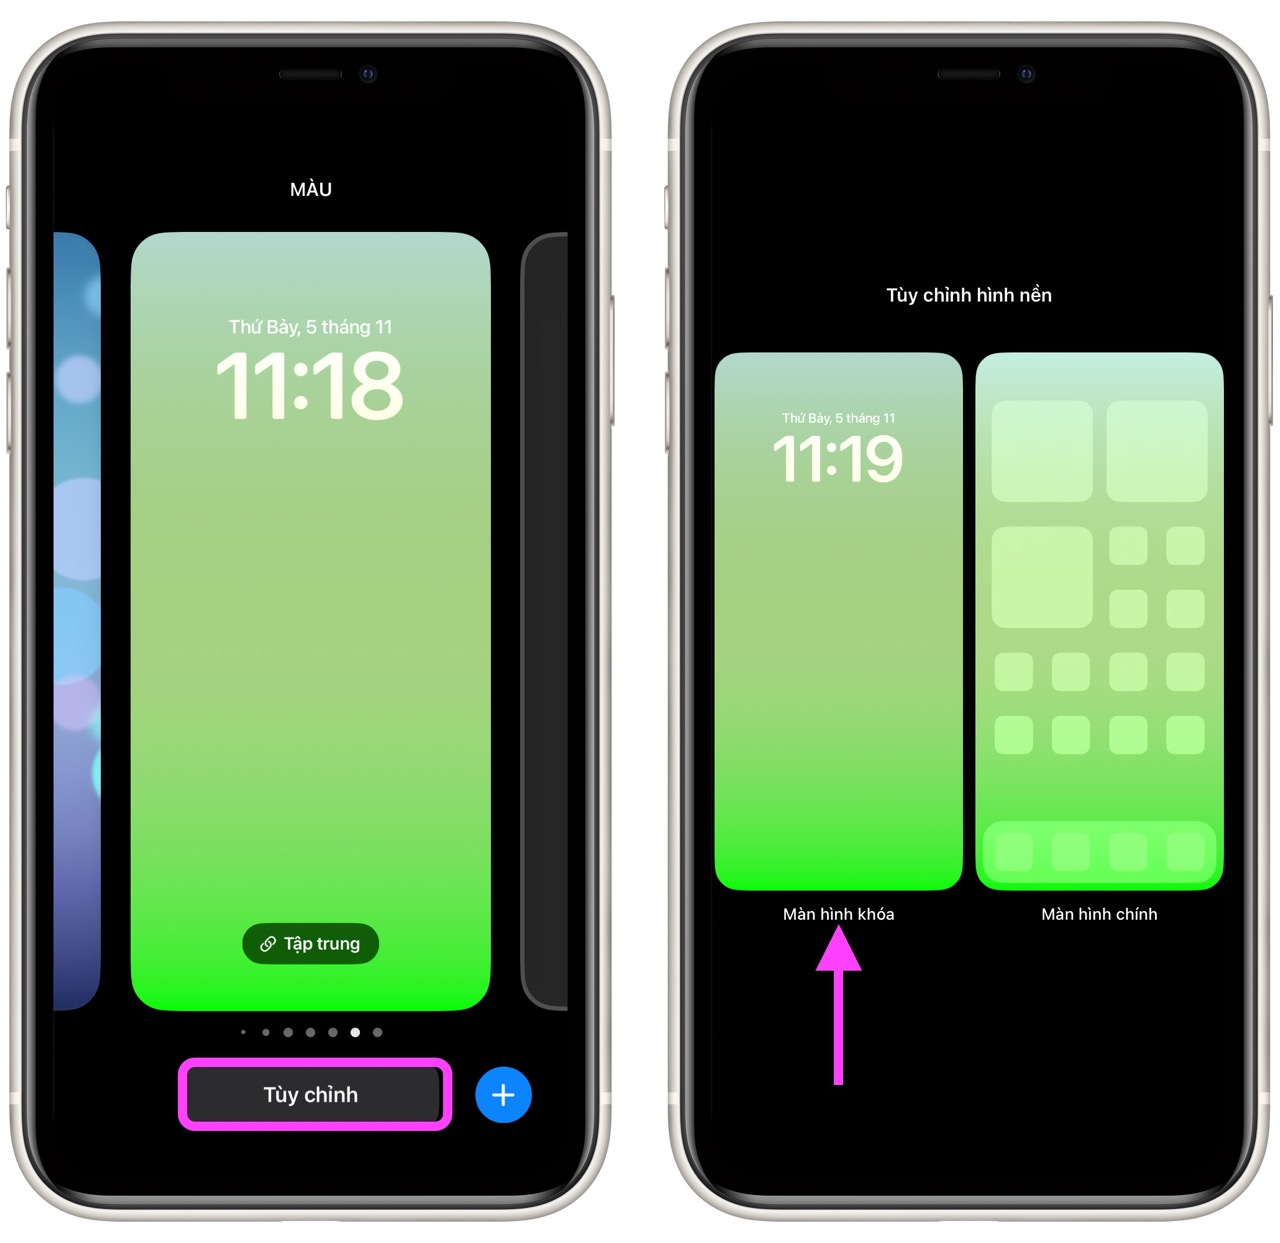 MÀU
Thứ Bảy, 5 tháng 11
11:18
Tập trung
Tùy chỉnh
Tùy chỉnh hình nền
Thứ Bảy, 5 tháng 11
11:19
Màn hình khóa
Màn hình chính